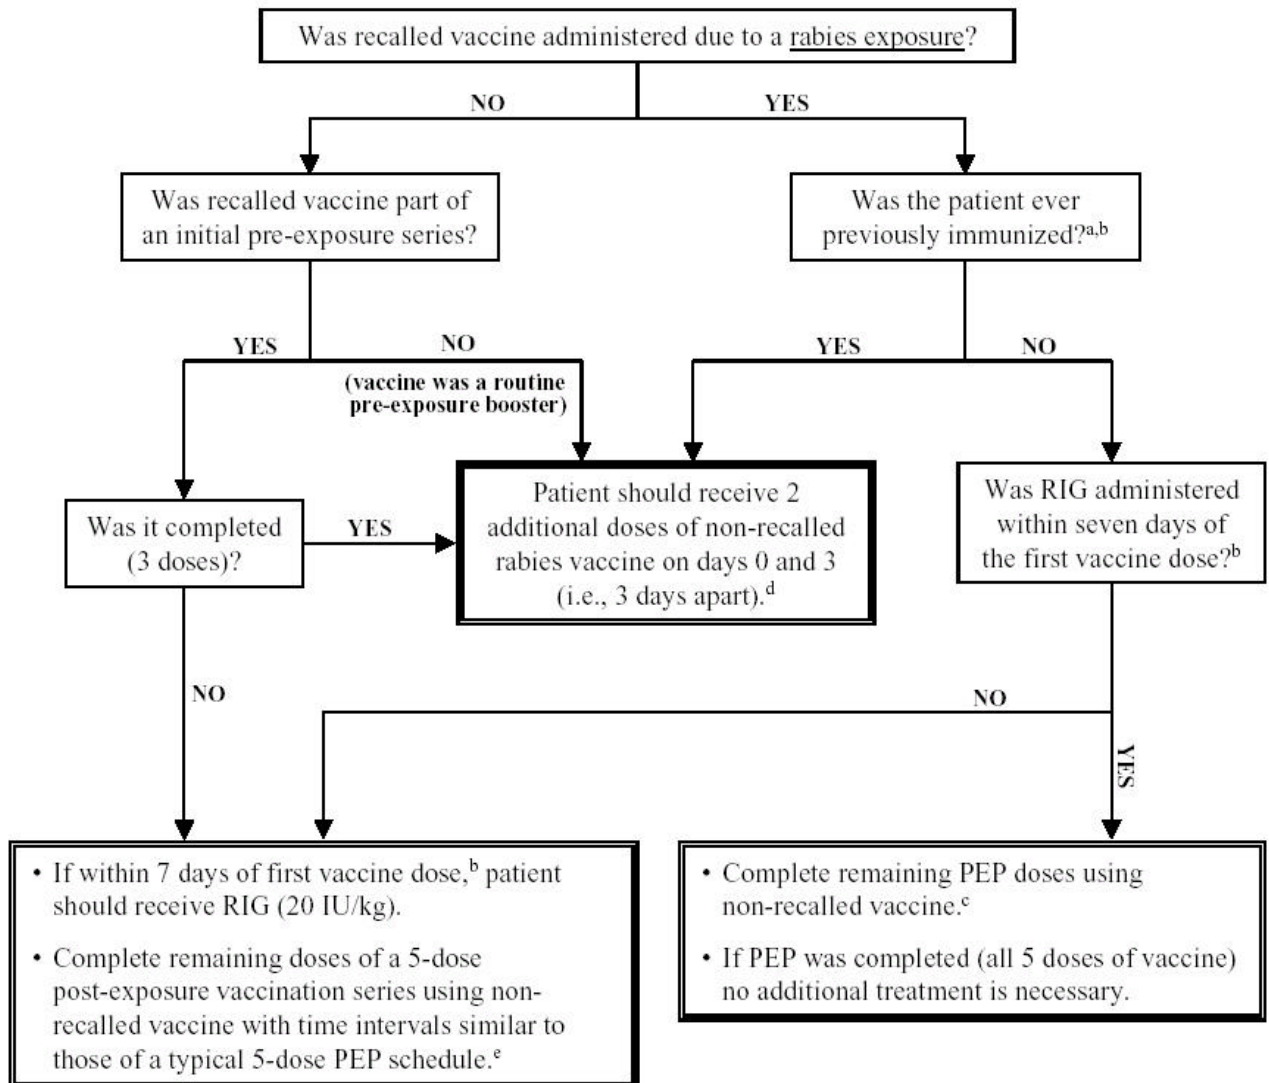 Was recalled vaccine administered due to a rabies exposure?
NO
YES
Was recalled vaccine part of
an initial pre-exposure series?
Was the patient ever
previously immunized?a,b
YES
NO
(vaccine was a routine
pre-exposure booster)
YES
NO
Was it completed
(3 doses)?
YES
Patient should receive 2
additional doses of non-recalled
rabies vaccine on days 0 and 3
(i.e., 3 days apart).d
Was RIG administered
within seven days of
the first vaccine dose?b
NO
NO
YES
• If within 7 days of first vaccine dose,b patient
should receive RIG (20 IU/kg).
• Complete remaining doses of a 5-dose
post-exposure vaccination series using non-
recalled vaccine with time intervals similar to
those of a typical 5-dose PEP schedule.e
• Complete remaining PEP doses using
non-recalled vaccine.c
• If PEP was completed (all 5 doses of vaccine)
no additional treatment is necessary.